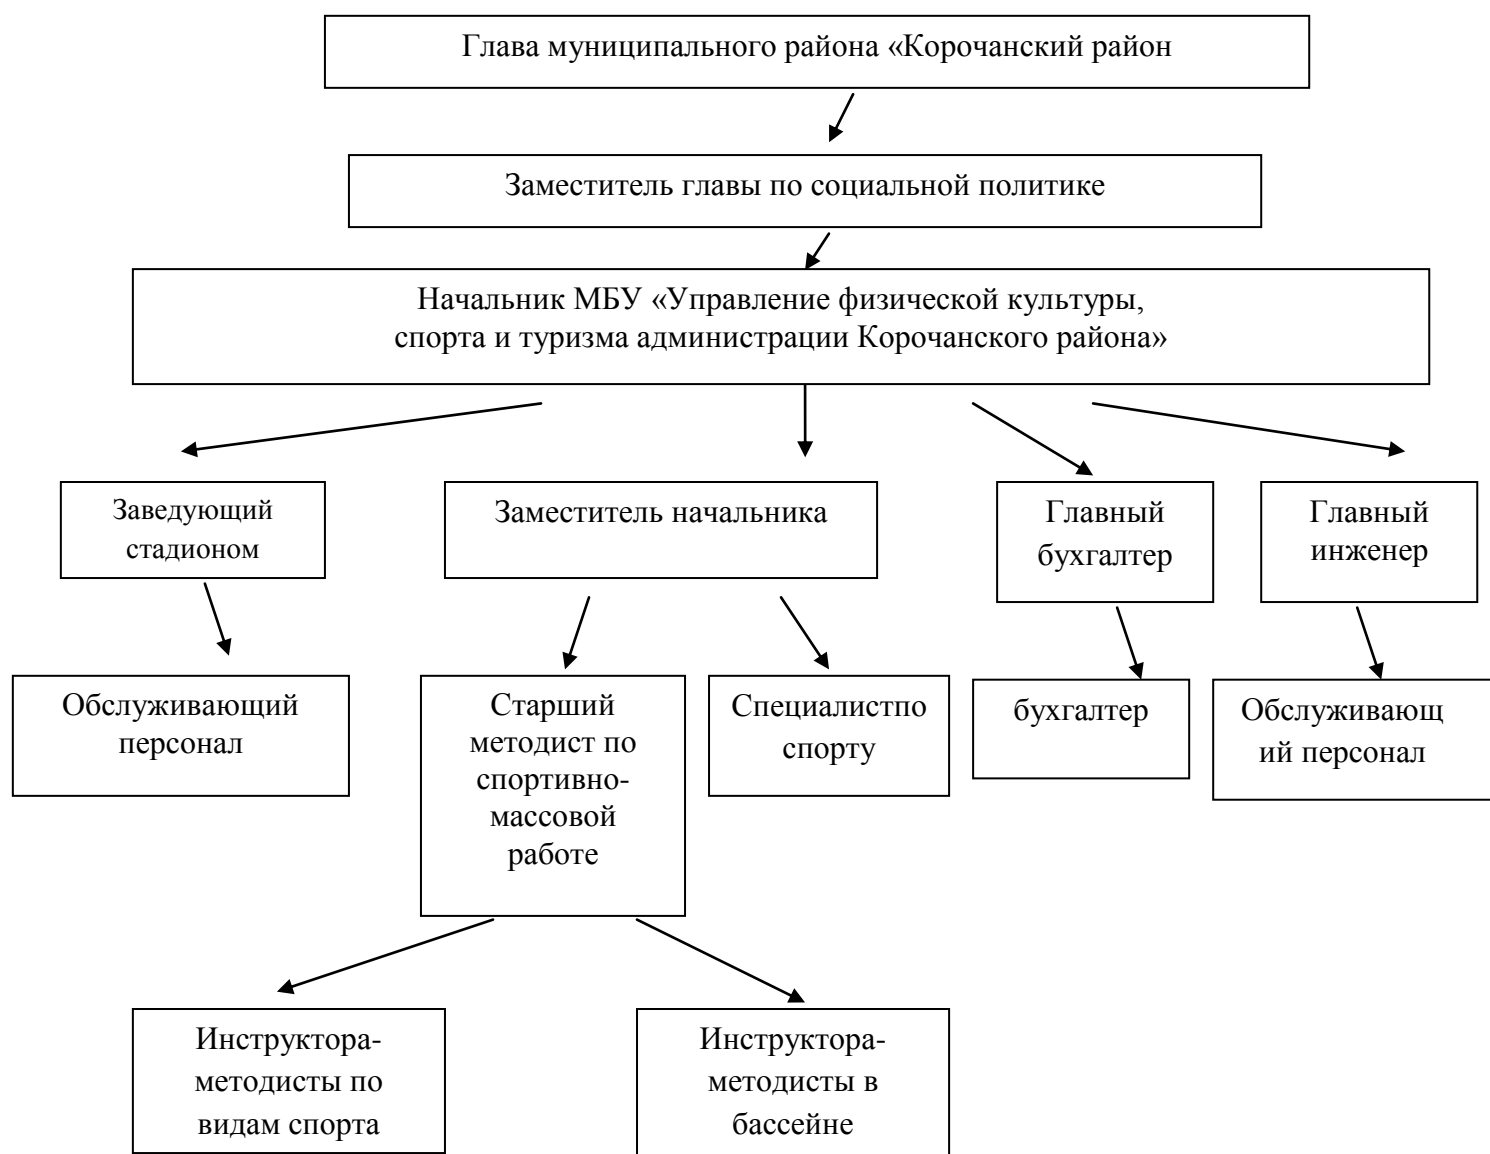 Глава муниципального района «Корочанский район
Заместитель главы по социальной политике
Начальник МБУ «Управление физической культуры,
спорта и туризма администрации Корочанского района»
Заведующий
стадионом
Заместитель начальника
Главный
бухгалтер
Главный
инженер
Обслуживающий
персонал
Старший
методист по
спортивно-
массовой
работе
Специалистпо
спорту
бухгалтер
Обслуживающ
ий персонал
Инструктора-
методисты по
видам спорта
Инструктора-
методисты в
бассейне